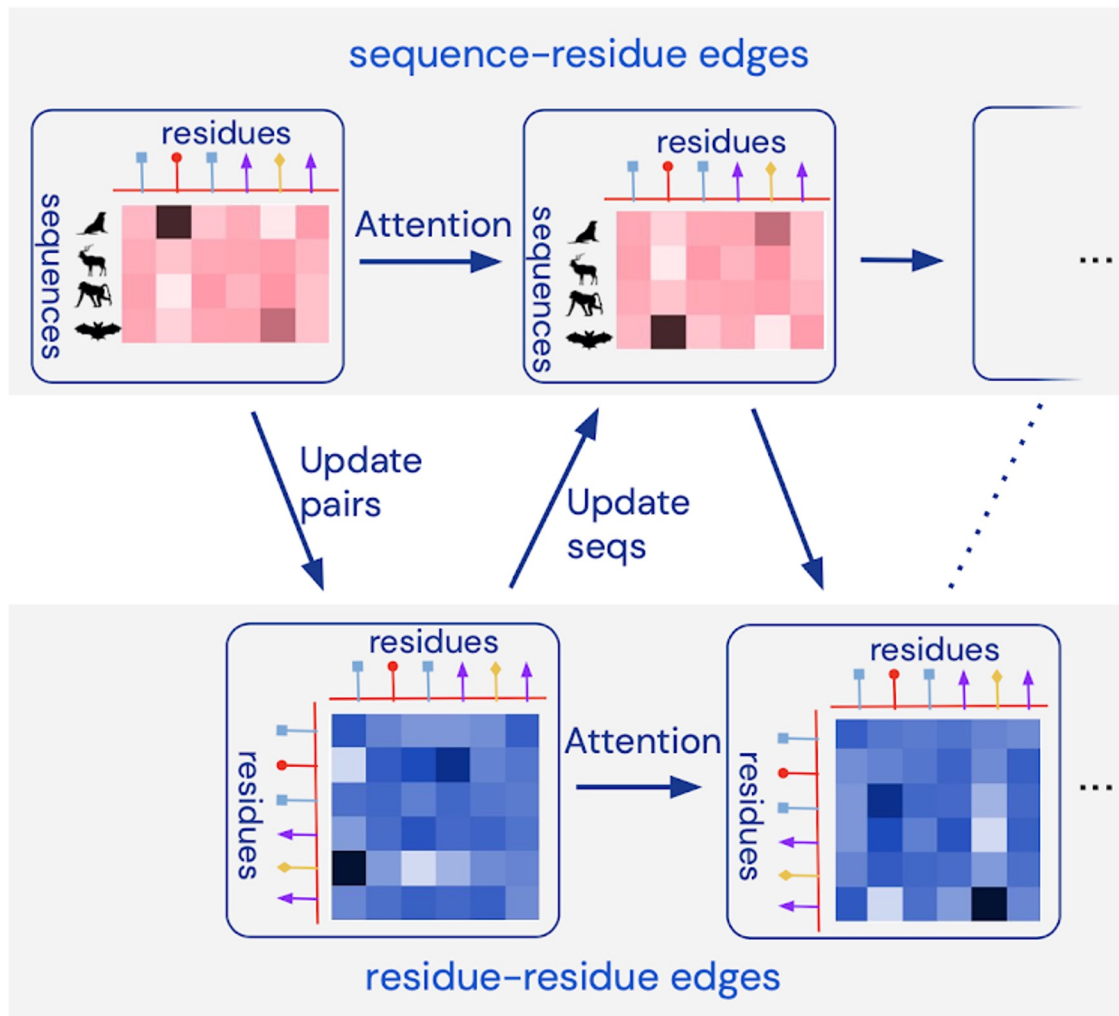 sequence-residue edges
residues
sequences
Attention
residues
sequences
...
Update
pairs
Update
seqs
residues
residues
Attention
residues
residues
...
residue-residue edges